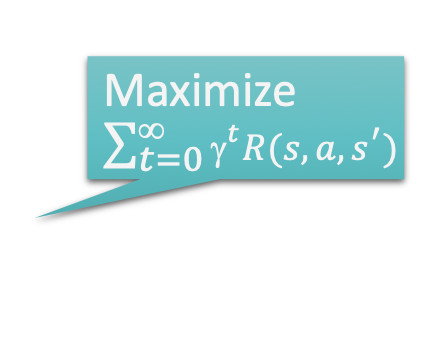 Maximize
∑_{t=0}^{∞} γ^t R(s, a, s′)